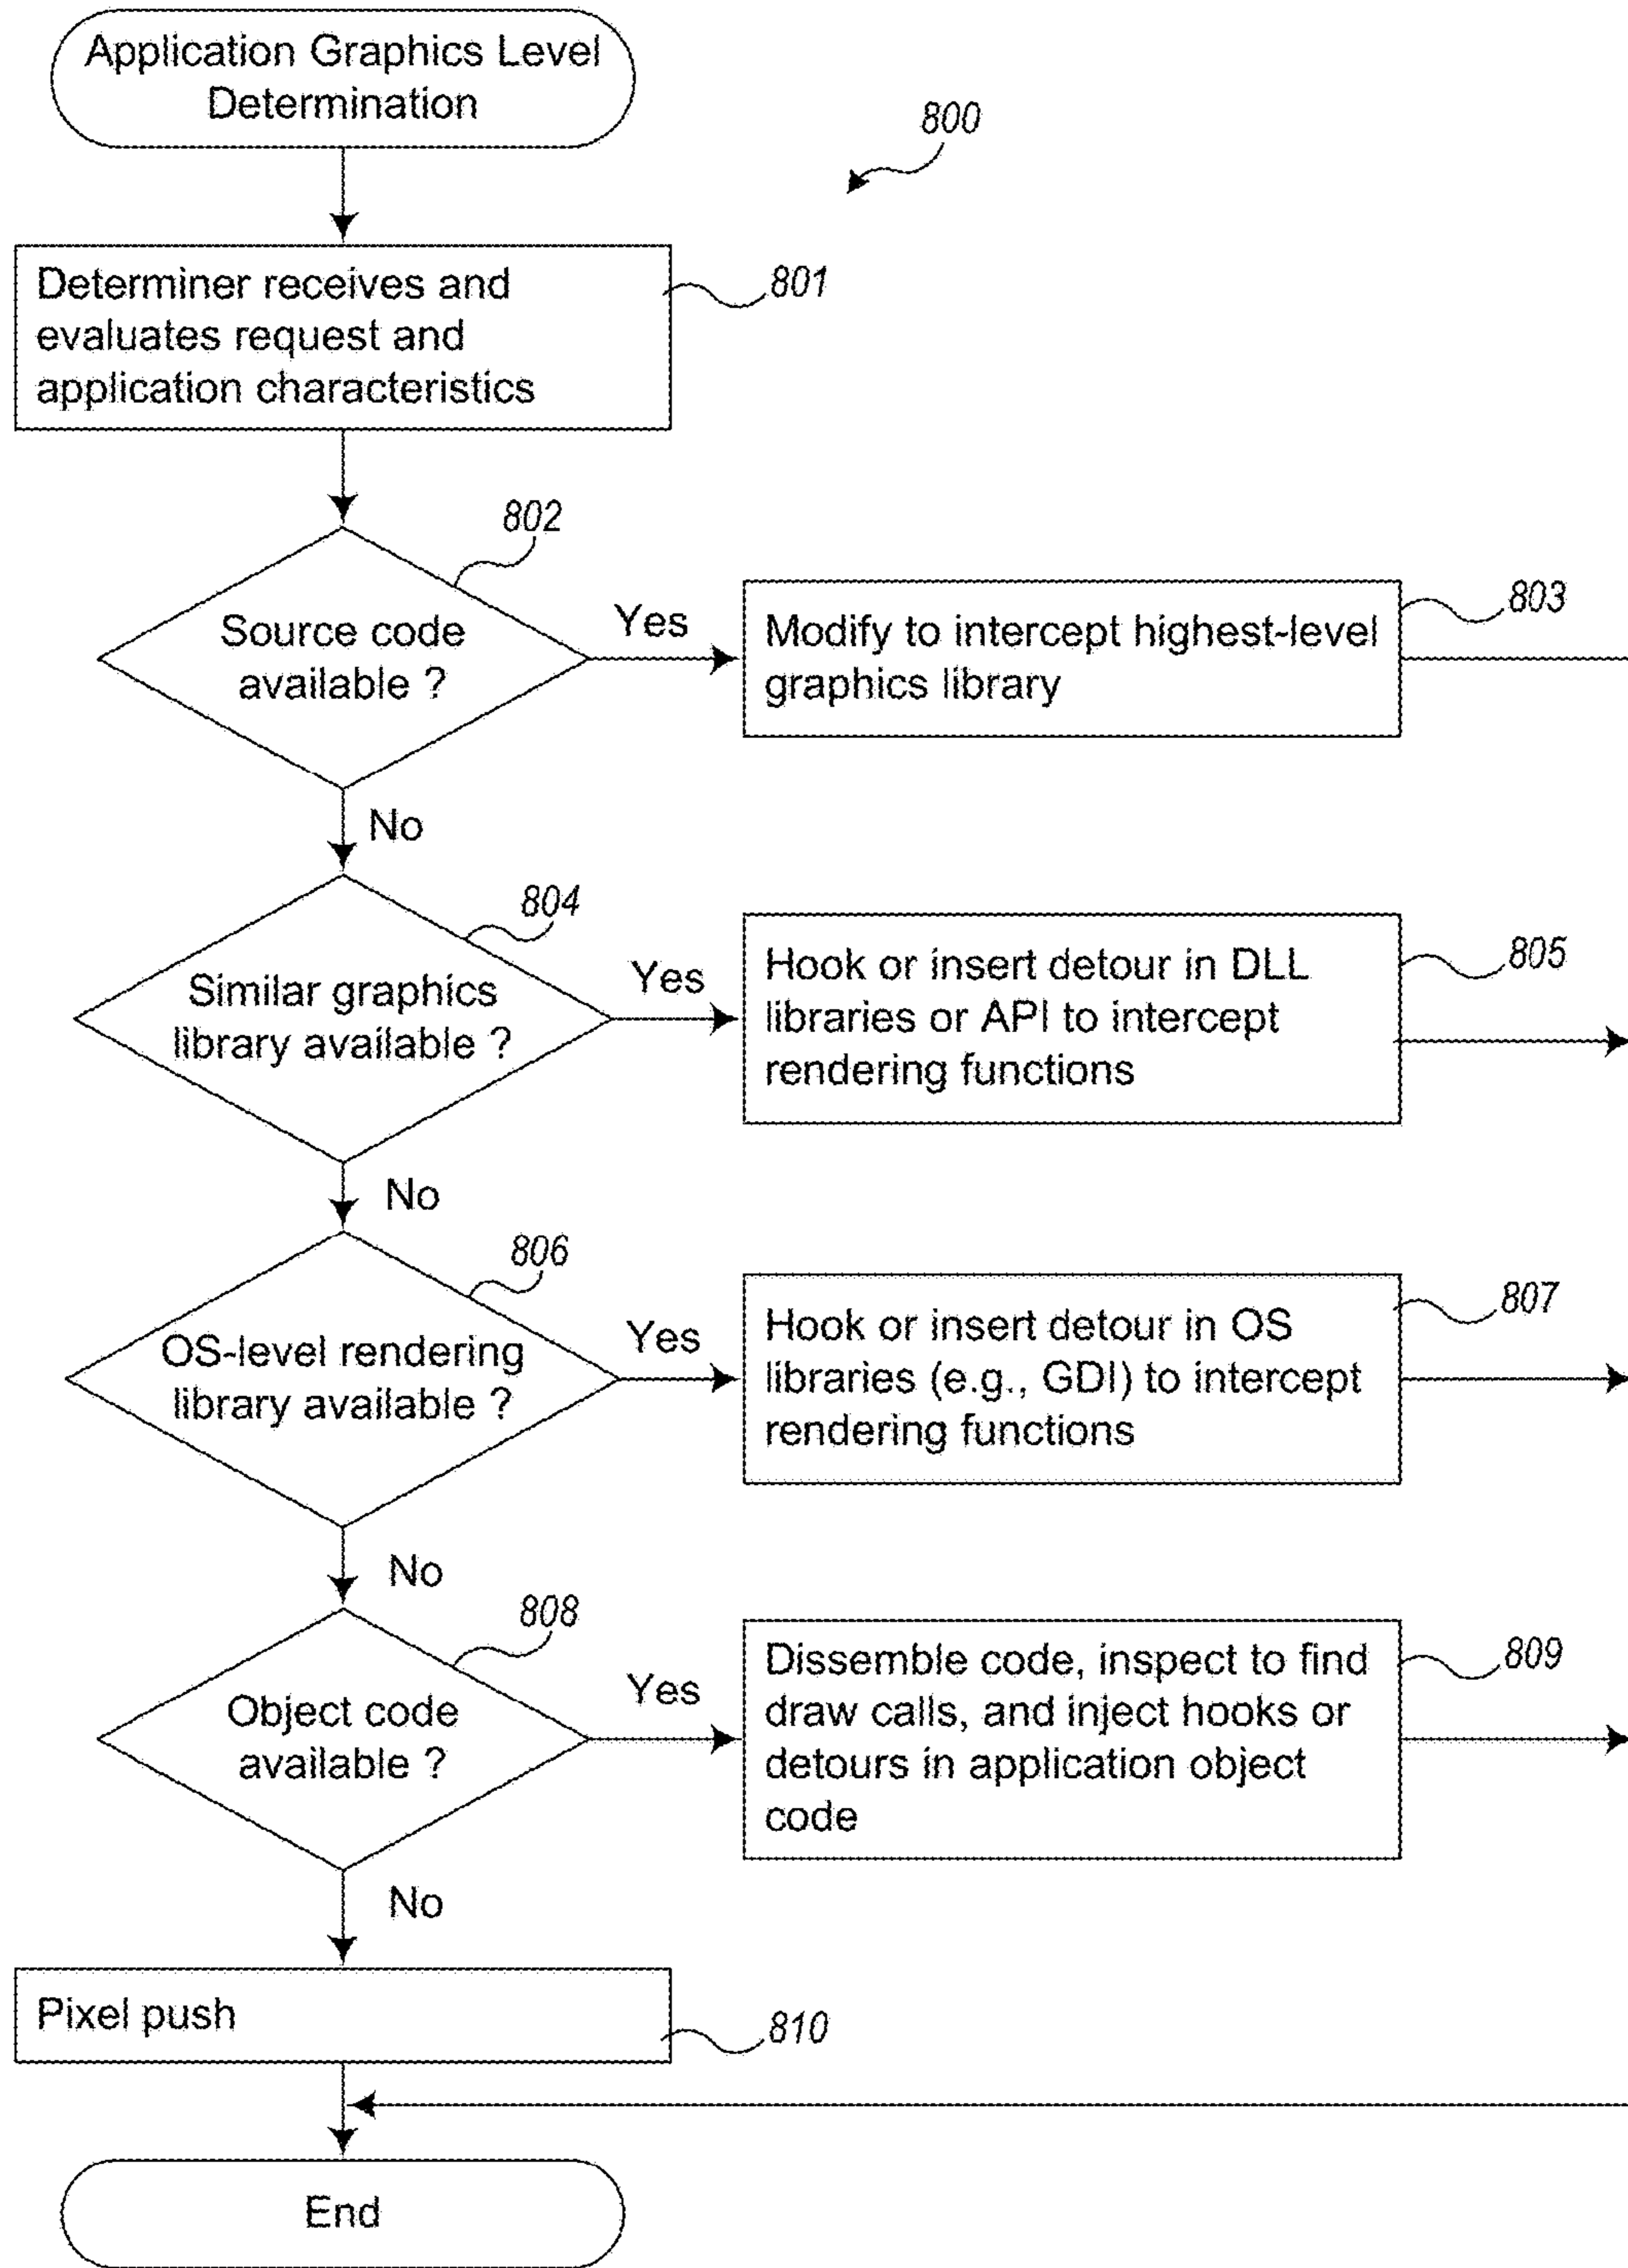 Application Graphics Level
Determination
800
Determiner receives and
evaluates request and
application characteristics
801
802
Source code
available ?
Yes
Modify to intercept highest-level
graphics library
803
No
804
Similar graphics
library available ?
Yes
Hook or insert detour in DLL
libraries or API to intercept
rendering functions
805
No
806
OS-level rendering
library available ?
Yes
Hook or insert detour in OS
libraries (e.g., GDI) to intercept
rendering functions
807
No
808
Object code
available ?
Yes
Dissemble code, inspect to find
draw calls, and inject hooks or
detours in application object
code
809
No
Pixel push
810
End